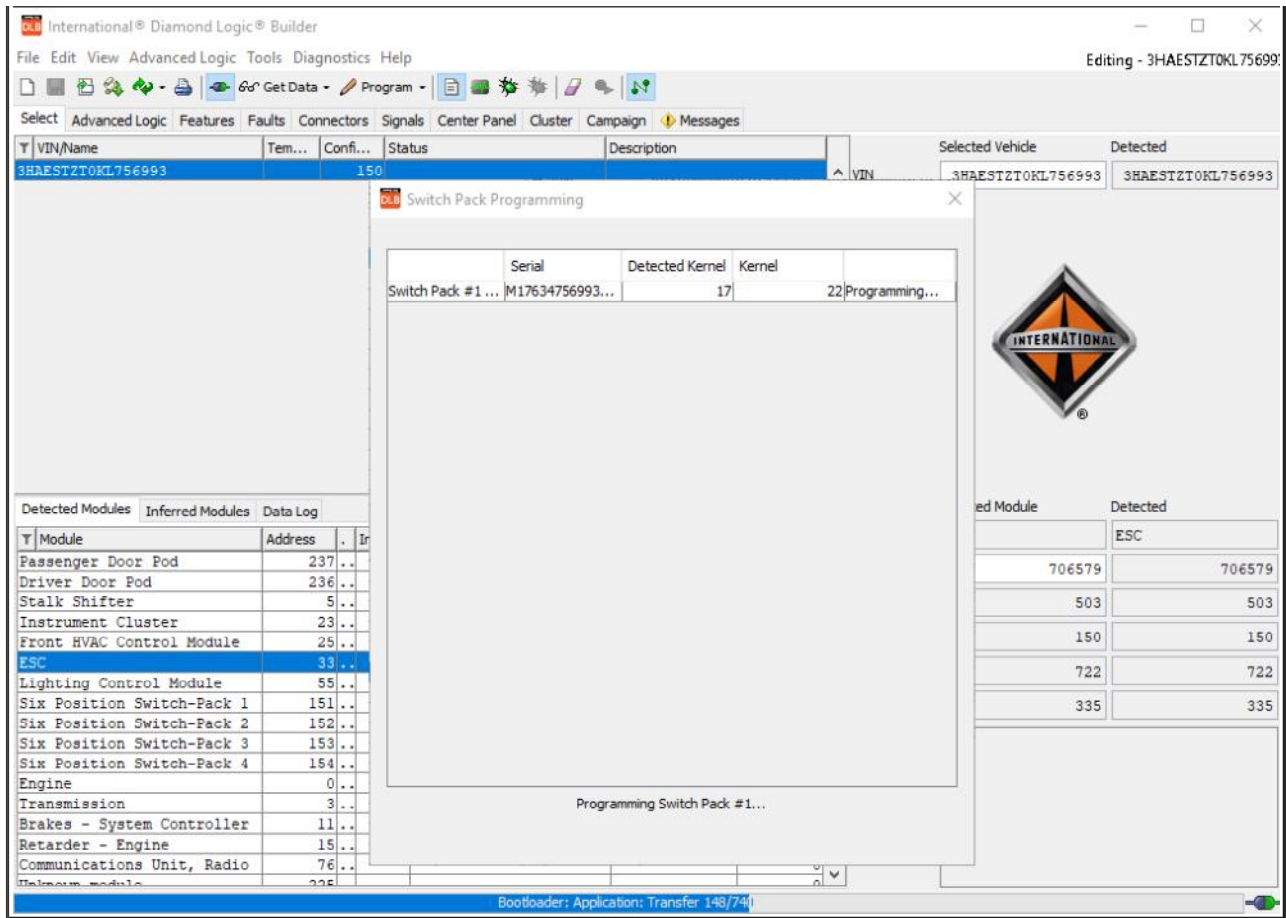 DLB International® Diamond Logic® Builder
File Edit View Advanced Logic Tools Diagnostics Help
Editing - 3HAESTZT0KL75699
Get Data Program
Select Advanced Logic Features Faults Connectors Signals Center Panel Cluster Campaign Messages
VIN/Name Tem... Confi... Status Description
Selected Vehicle Detected
3HAESTZT0KL756993 150
VIN 3HAESTZT0KL756993 3HAESTZT0KL756993
DLB Switch Pack Programming
Serial Detected Kernel Kernel
Switch Pack #1 ... M17634756993... 17 22 Programming...
INTERNATIONAL
®
Detected Modules Inferred Modules Data Log
ed Module Detected
Module Address . Ir
ESC
Passenger Door Pod 237 ..
706579 706579
Driver Door Pod 236 ..
Stalk Shifter 5 ..
503 503
Instrument Cluster 23 ..
Front HVAC Control Module 25 ..
150 150
ESC 33 ..
722 722
Lighting Control Module 55 ..
Six Position Switch-Pack 1 151 ..
335 335
Six Position Switch-Pack 2 152 ..
Six Position Switch-Pack 3 153 ..
Six Position Switch-Pack 4 154 ..
Engine 0 ..
Transmission 3 ..
Programming Switch Pack #1...
Brakes - System Controller 11 ..
Retarder - Engine 15 ..
Communications Unit, Radio 76 ..
Unknown module
Bootloader: Application: Transfer 148/740